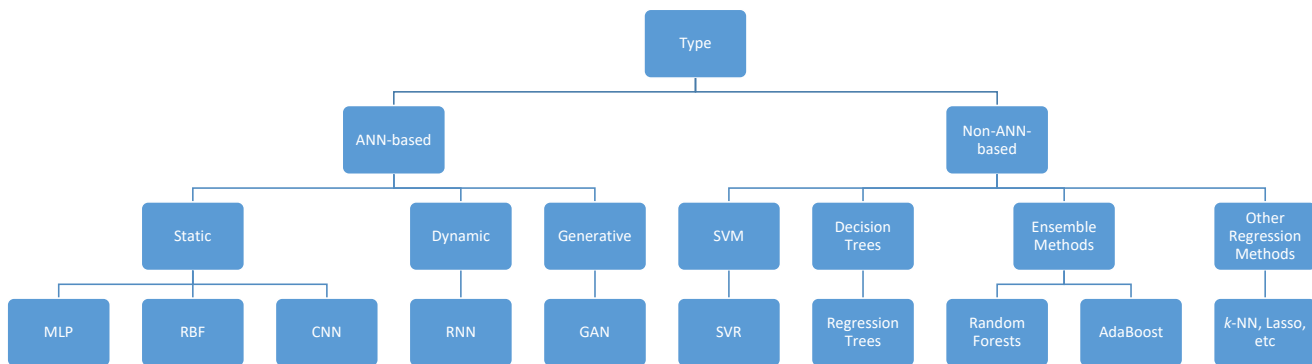 Type
ANN-based
Non-ANN-
based
Static
Dynamic
Generative
SVM
Decision
Trees
Ensemble
Methods
Other
Regression
Methods
MLP
RBF
CNN
RNN
GAN
SVR
Regression
Trees
Random
Forests
AdaBoost
k-NN, Lasso,
etc